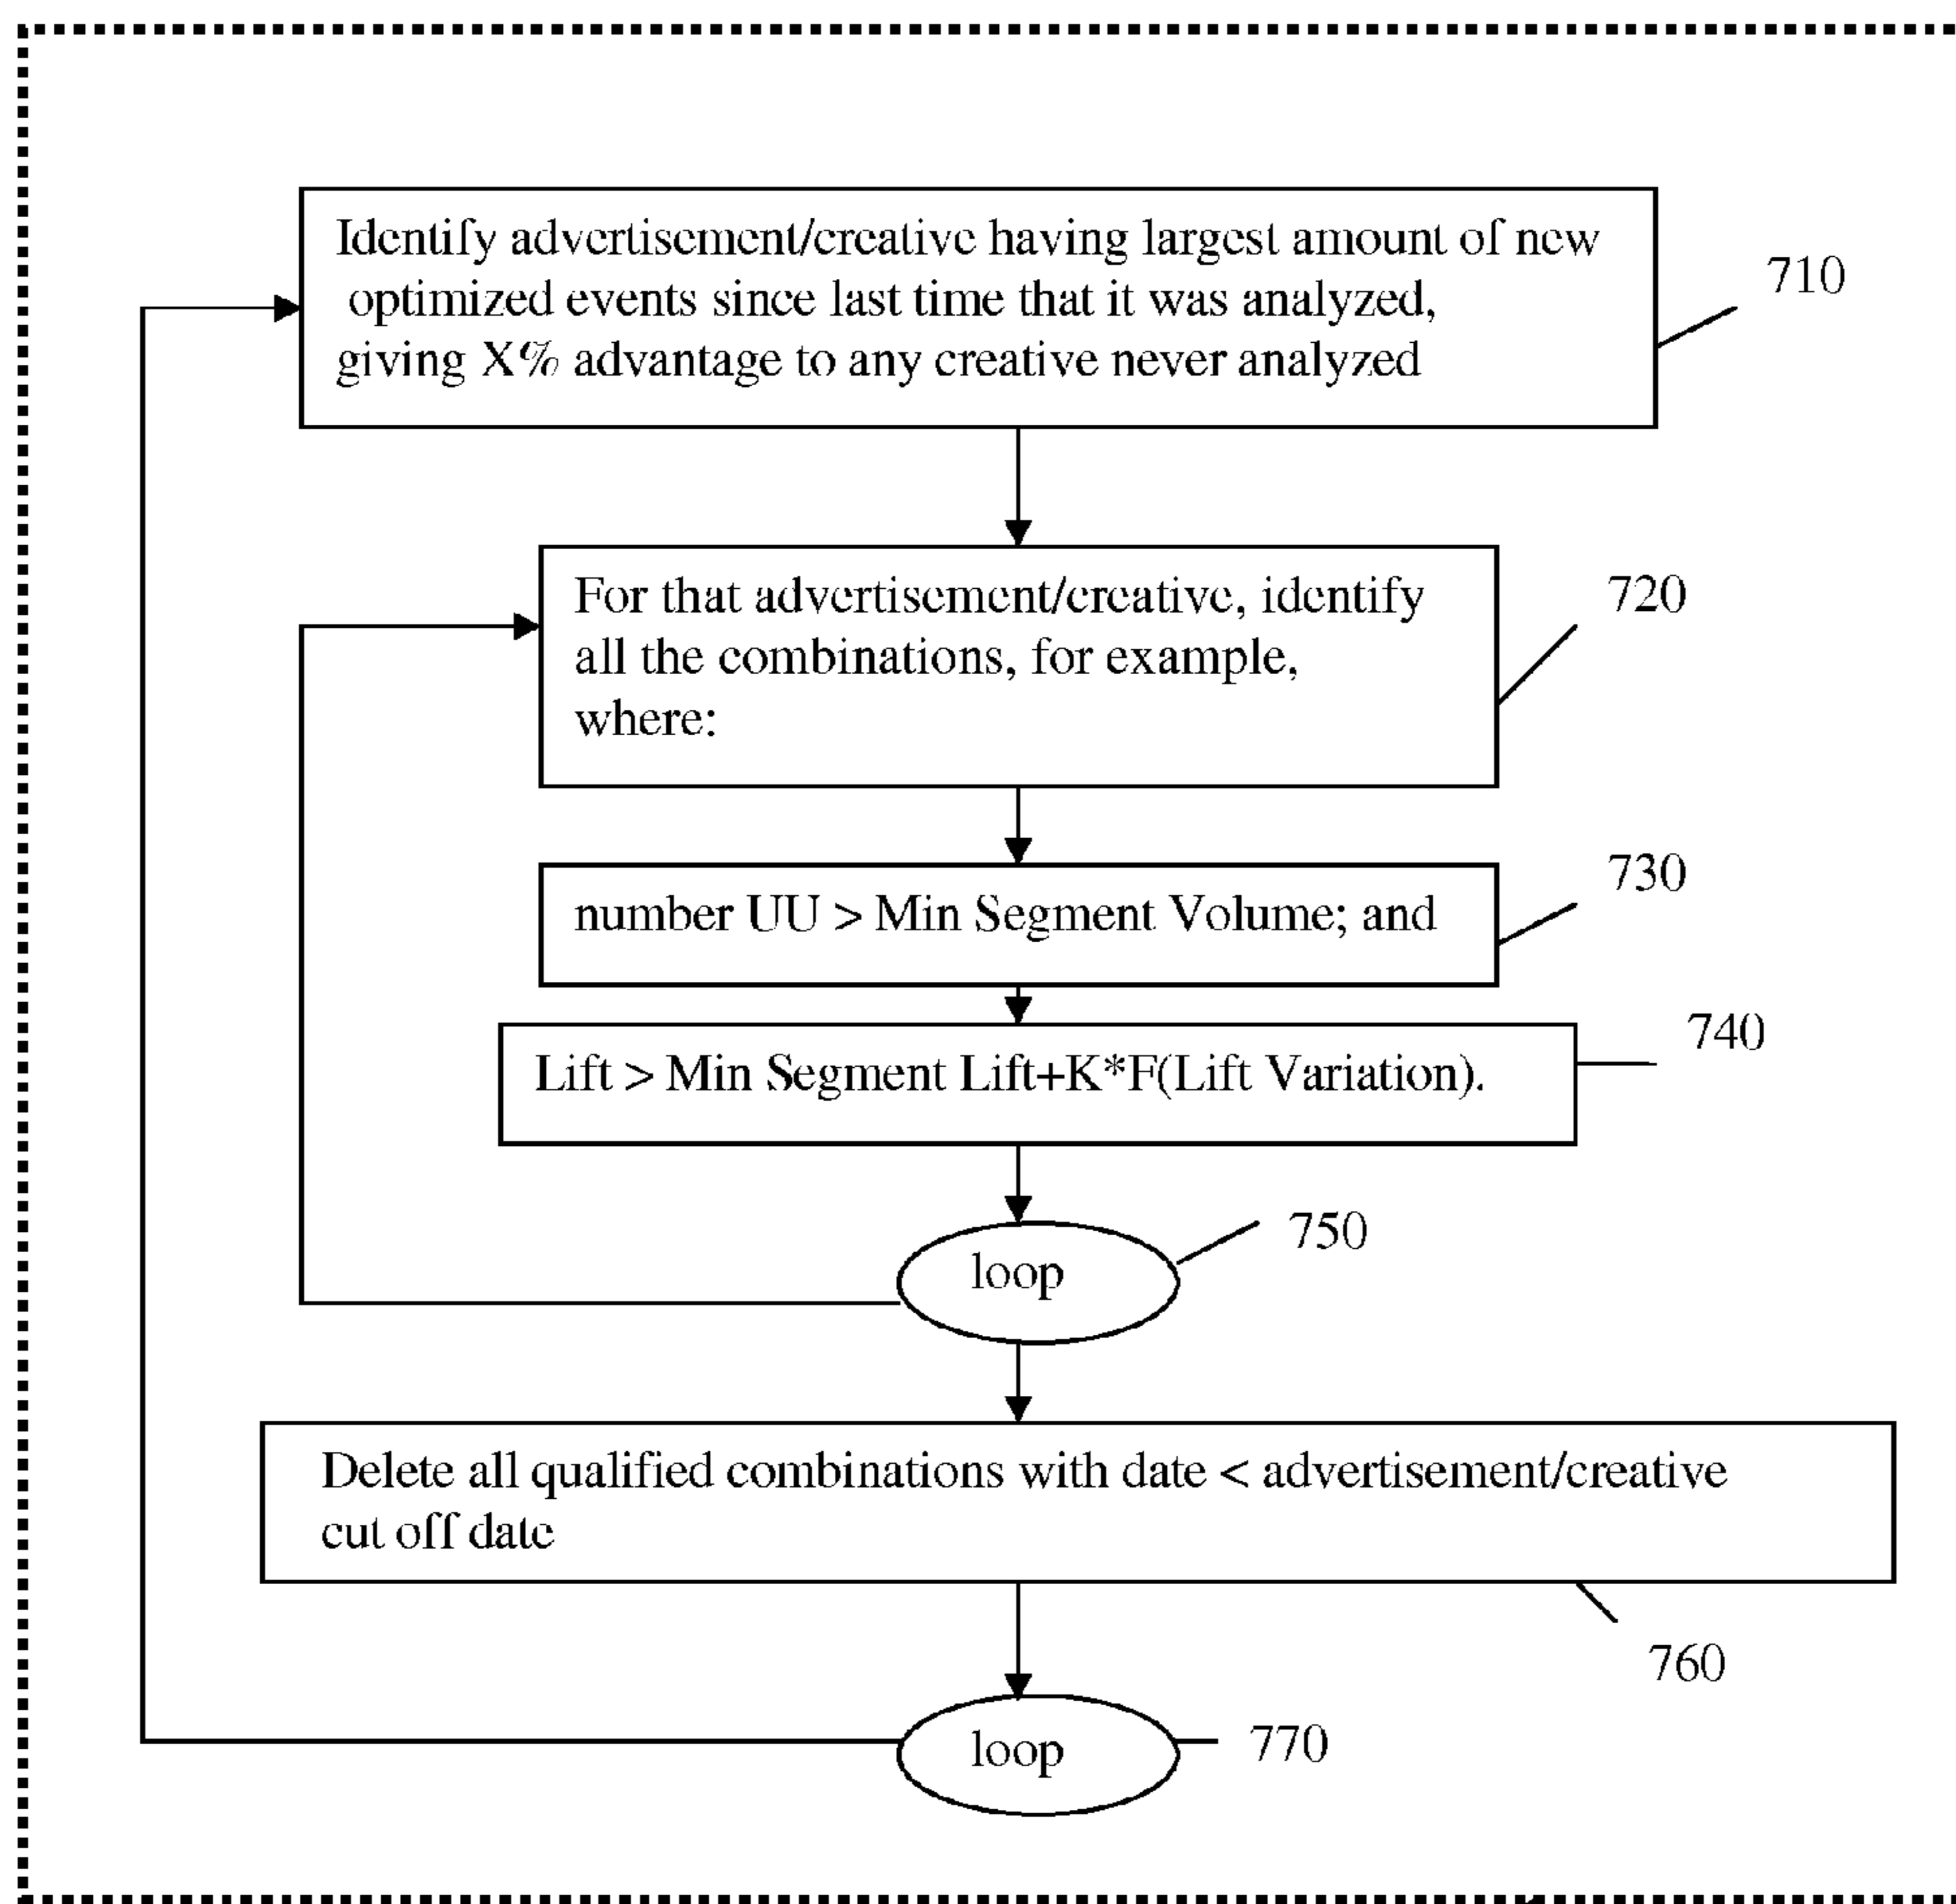 Identify advertisement/creative having largest amount of new
optimized events since last time that it was analyzed,
giving X% advantage to any creative never analyzed
710
For that advertisement/creative, identify
all the combinations, for example,
where:
720
number UU > Min Segment Volume; and
730
Lift > Min Segment Lift+K*F(Lift Variation).
740
loop
750
Delete all qualified combinations with date < advertisement/creative
cut off date
760
loop
770